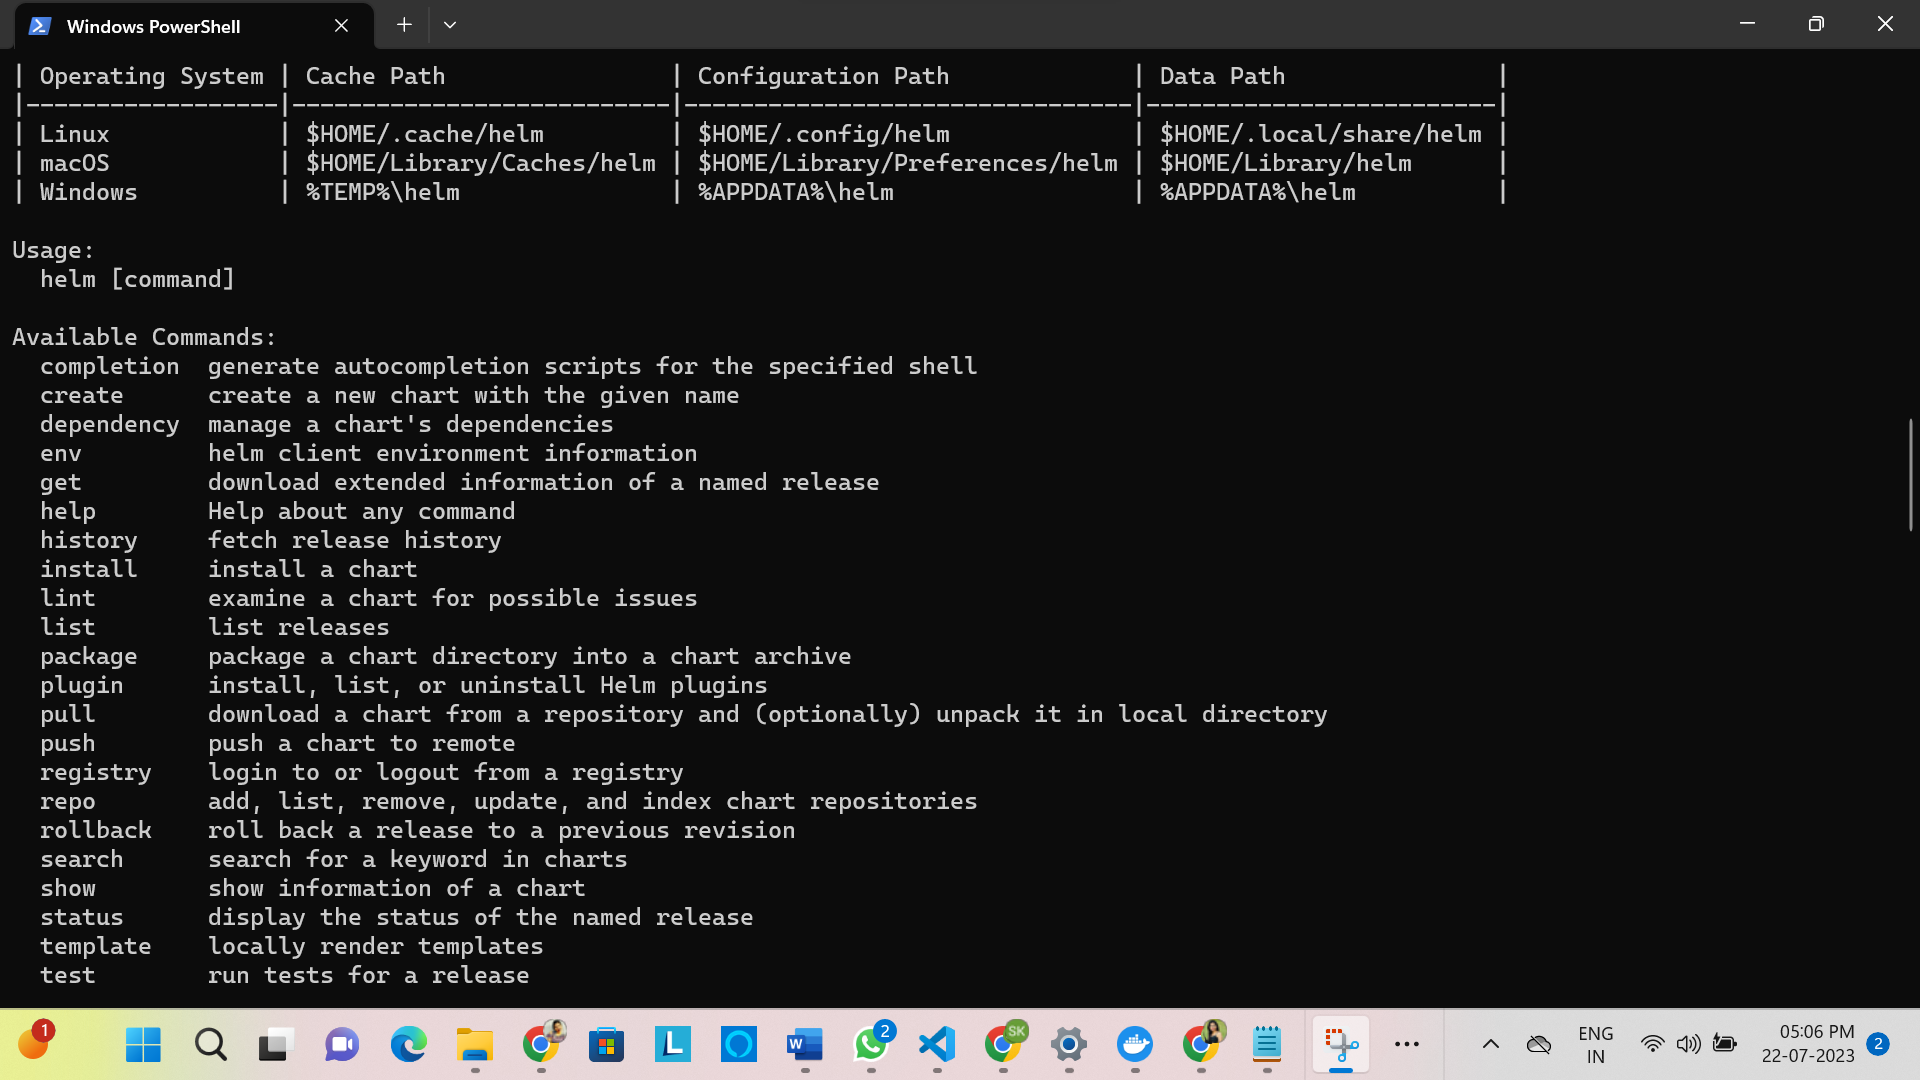 Windows PowerShell
| Operating System | Cache Path                | Configuration Path             | Data Path               |
|------------------|---------------------------|--------------------------------|-------------------------|
| Linux            | $HOME/.cache/helm         | $HOME/.config/helm             | $HOME/.local/share/helm |
| macOS            | $HOME/Library/Caches/helm | $HOME/Library/Preferences/helm | $HOME/Library/helm      |
| Windows          | %TEMP%\helm               | %APPDATA%\helm                 | %APPDATA%\helm          |
Usage:
  helm [command]
Available Commands:
  completion  generate autocompletion scripts for the specified shell
  create      create a new chart with the given name
  dependency  manage a chart's dependencies
  env         helm client environment information
  get         download extended information of a named release
  help        Help about any command
  history     fetch release history
  install     install a chart
  lint        examine a chart for possible issues
  list        list releases
  package     package a chart directory into a chart archive
  plugin      install, list, or uninstall Helm plugins
  pull        download a chart from a repository and (optionally) unpack it in local directory
  push        push a chart to remote
  registry    login to or logout from a registry
  repo        add, list, remove, update, and index chart repositories
  rollback    roll back a release to a previous revision
  search      search for a keyword in charts
  show        show information of a chart
  status      display the status of the named release
  template    locally render templates
  test        run tests for a release
1
L
W
2
SK
ENG
IN
05:06 PM
22-07-2023
2